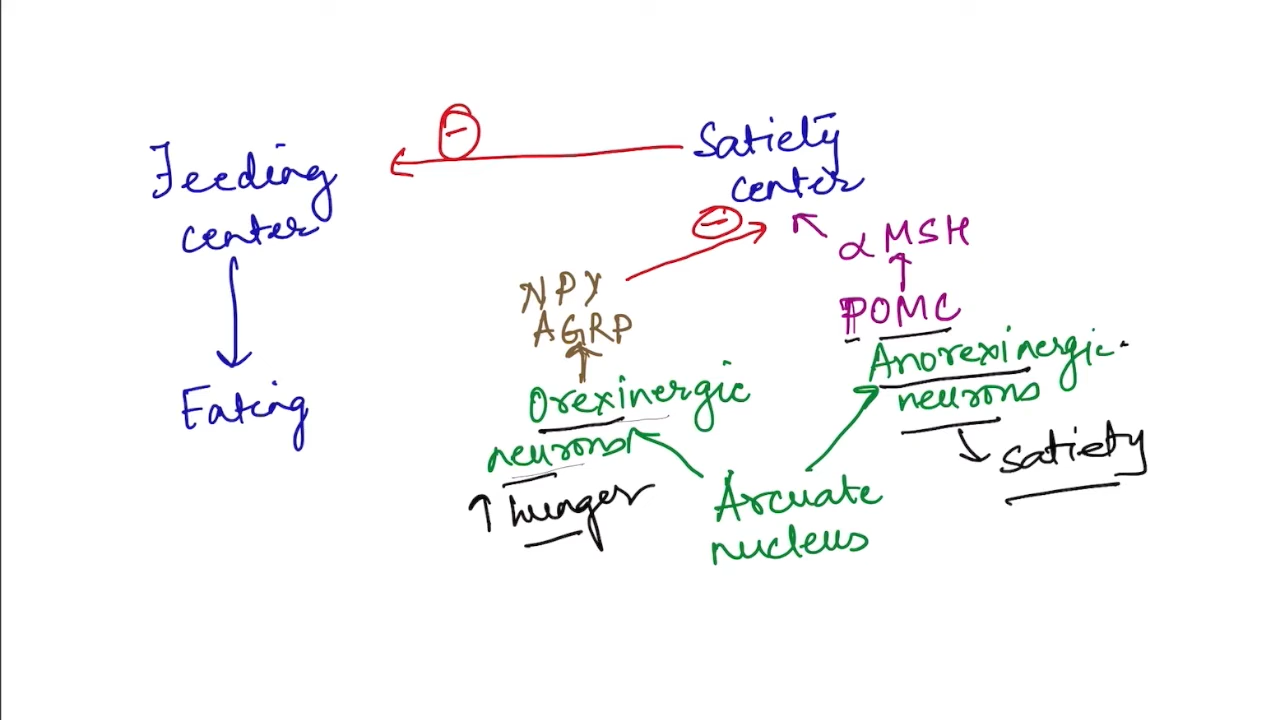 Feeding
center
Eating
⊖
Satiety
center
⊖
NPY
AGRP
Orexinergic
neurons
↑ hunger
αMSH
POMC
Anorexinergic
neurons
satiety
Arcuate
nucleus